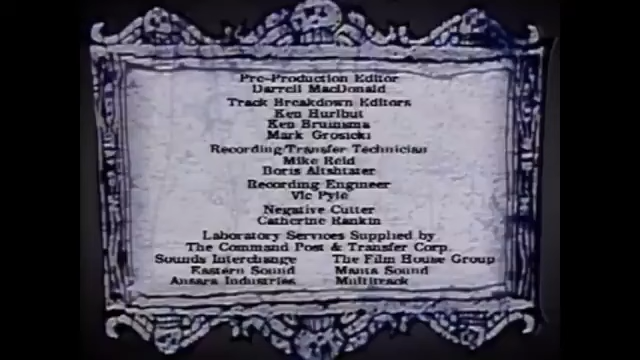 Pre-Production Editor
Darrell MacDonald
Track Breakdown Editors
Ken Hurlbut
Ken Bruinsma
Mark Grosicki
Recording/Transfer Technician
Mike Reid
Boris Altshtater
Recording Engineer
Vic Pyle
Negative Cutter
Catherine Rankin
Laboratory Services Supplied by
The Command Post & Transfer Corp.
Sounds Interchange The Film House Group
Eastern Sound Manta Sound
Ansara Industries Multitrack